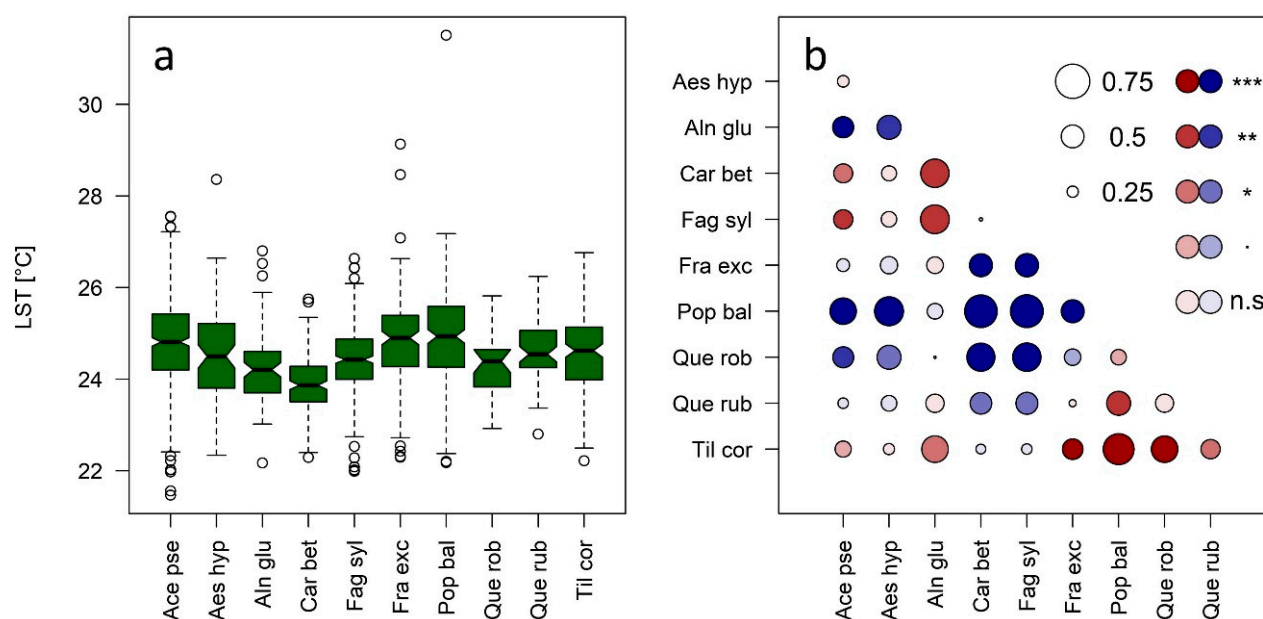 a
LST [°C]
30
28
26
24
22
Ace pse
Aes hyp
Aln glu
Car bet
Fag syl
Fra exc
Pop bal
Que rob
Que rub
Til cor
b
Aes hyp
Aln glu
Car bet
Fag syl
Fra exc
Pop bal
Que rob
Que rub
Til cor
0.75
0.5
0.25
***
**
*
.
n.s
Ace pse
Aes hyp
Aln glu
Car bet
Fag syl
Fra exc
Pop bal
Que rob
Que rub